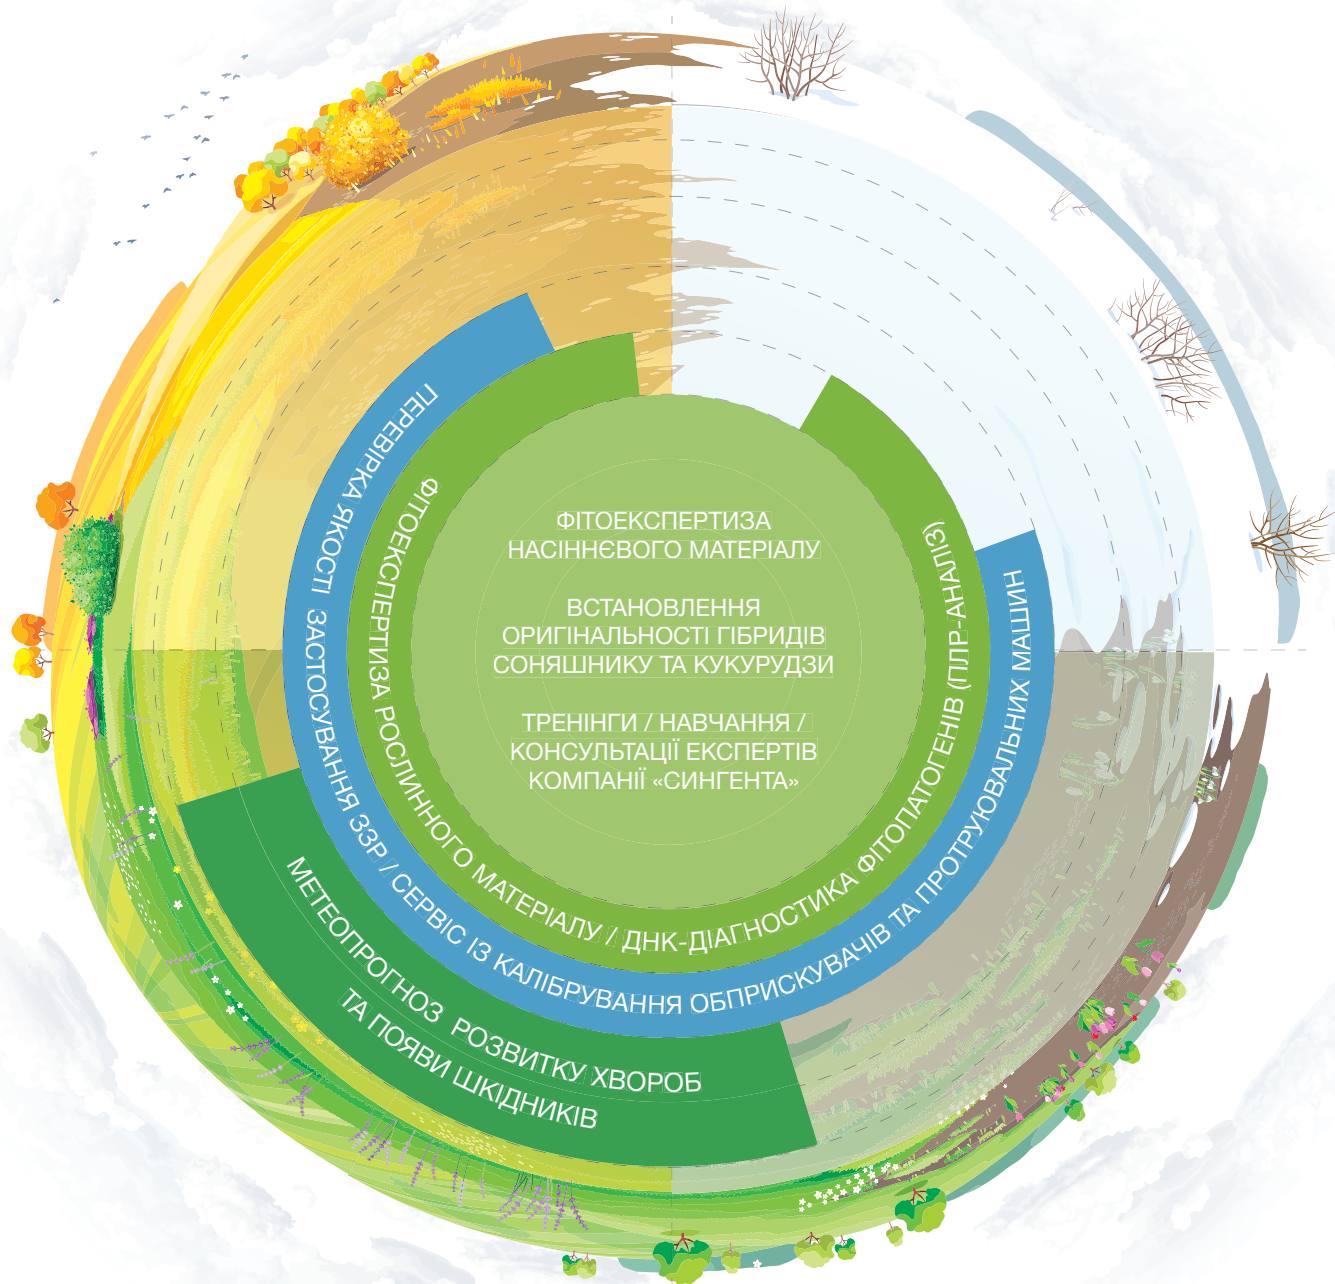 ФІТОЕКСПЕРТИЗА
НАСІННЄВОГО МАТЕРІАЛУ
ВСТАНОВЛЕННЯ
ОРИГІНАЛЬНОСТІ ГІБРИДІВ
СОНЯШНИКУ ТА КУКУРУДЗИ
ТРЕНІНГИ / НАВЧАННЯ /
КОНСУЛЬТАЦІЇ ЕКСПЕРТІВ
КОМПАНІЇ «СИНГЕНТА»
ФІТОЕКСПЕРТИЗА РОСЛИННОГО МАТЕРІАЛУ / ДНК-ДІАГНОСТИКА ФІТОПАТОГЕНІВ (ПЛР-АНАЛІЗ)
ПЕРЕВІРКА ЯКОСТІ ЗАСТОСУВАННЯ ЗЗР / СЕРВІС ІЗ КАЛІБРУВАННЯ ОБПРИСКУВАЧІВ ТА ПРОТРУЮВАЛЬНИХ МАШИН
МЕТЕОПРОГНОЗ РОЗВИТКУ ХВОРОБ
ТА ПОЯВИ ШКІДНИКІВ